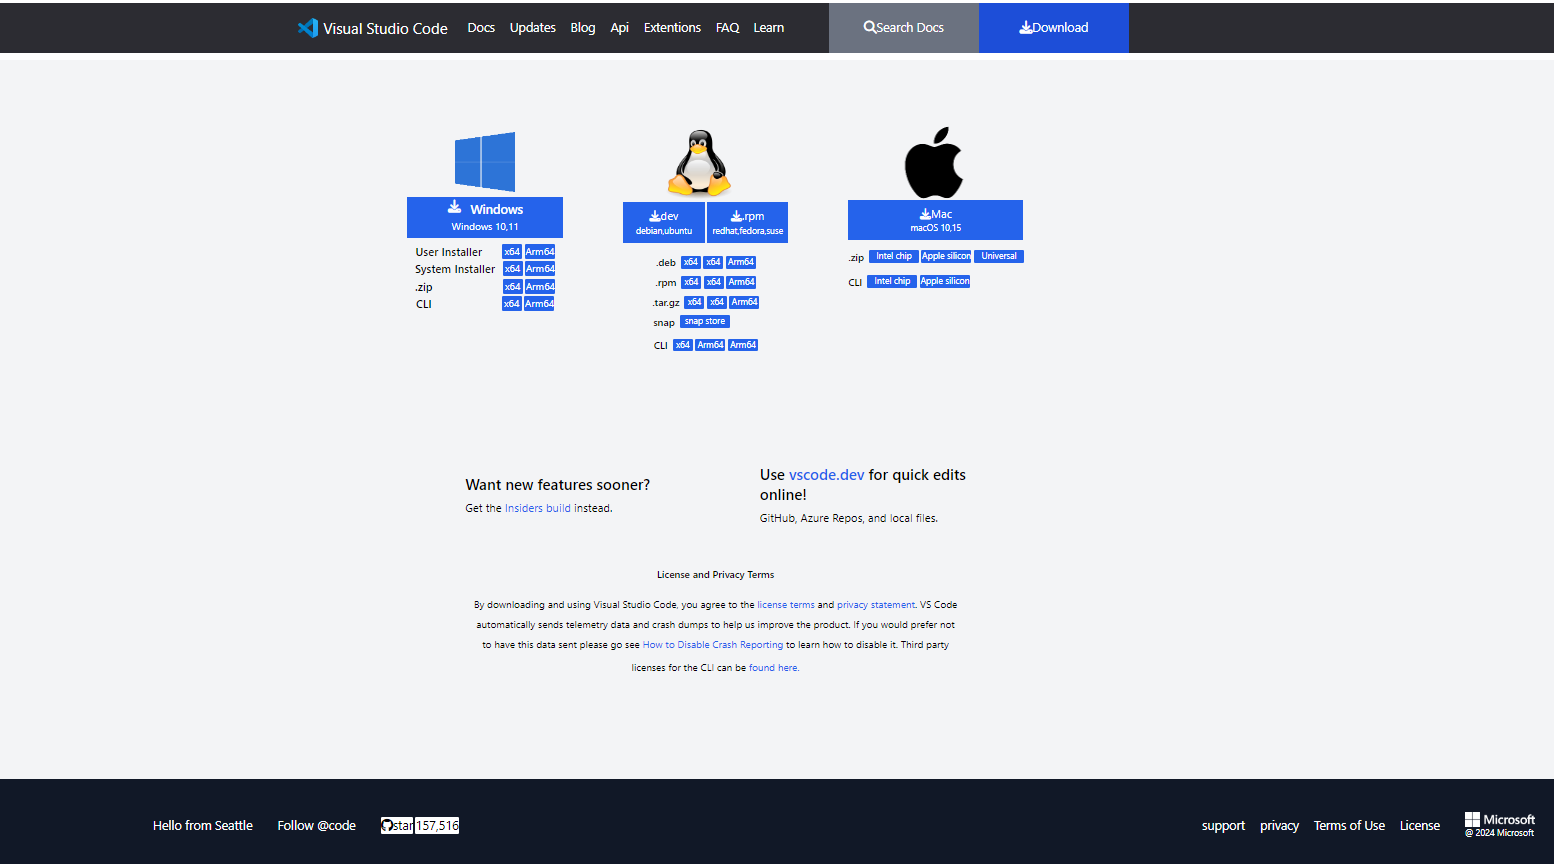 Visual Studio Code Docs Updates Blog Api Extentions FAQ Learn Search Docs Download
Windows
Windows 10,11
User Installer x64 Arm64
System Installer x64 Arm64
.zip x64 Arm64
CLI x64 Arm64
dev
debian,ubuntu
.rpm
redhat,fedora,suse
.deb x64 x64 Arm64
.rpm x64 x64 Arm64
.tar.gz x64 x64 Arm64
snap snap store
CLI x64 Arm64 Arm64
Mac
macOS 10,15
.zip Intel chip Apple silicon Universal
CLI Intel chip Apple silicon
Want new features sooner?
Get the Insiders build instead.
Use vscode.dev for quick edits
online!
GitHub, Azure Repos, and local files.
License and Privacy Terms
By downloading and using Visual Studio Code, you agree to the license terms and privacy statement. VS Code
automatically sends telemetry data and crash dumps to help us improve the product. If you would prefer not
to have this data sent please go see How to Disable Crash Reporting to learn how to disable it. Third party
licenses for the CLI can be found here.
Hello from Seattle Follow @code star 157,516 support privacy Terms of Use License Microsoft
@ 2024 Microsoft